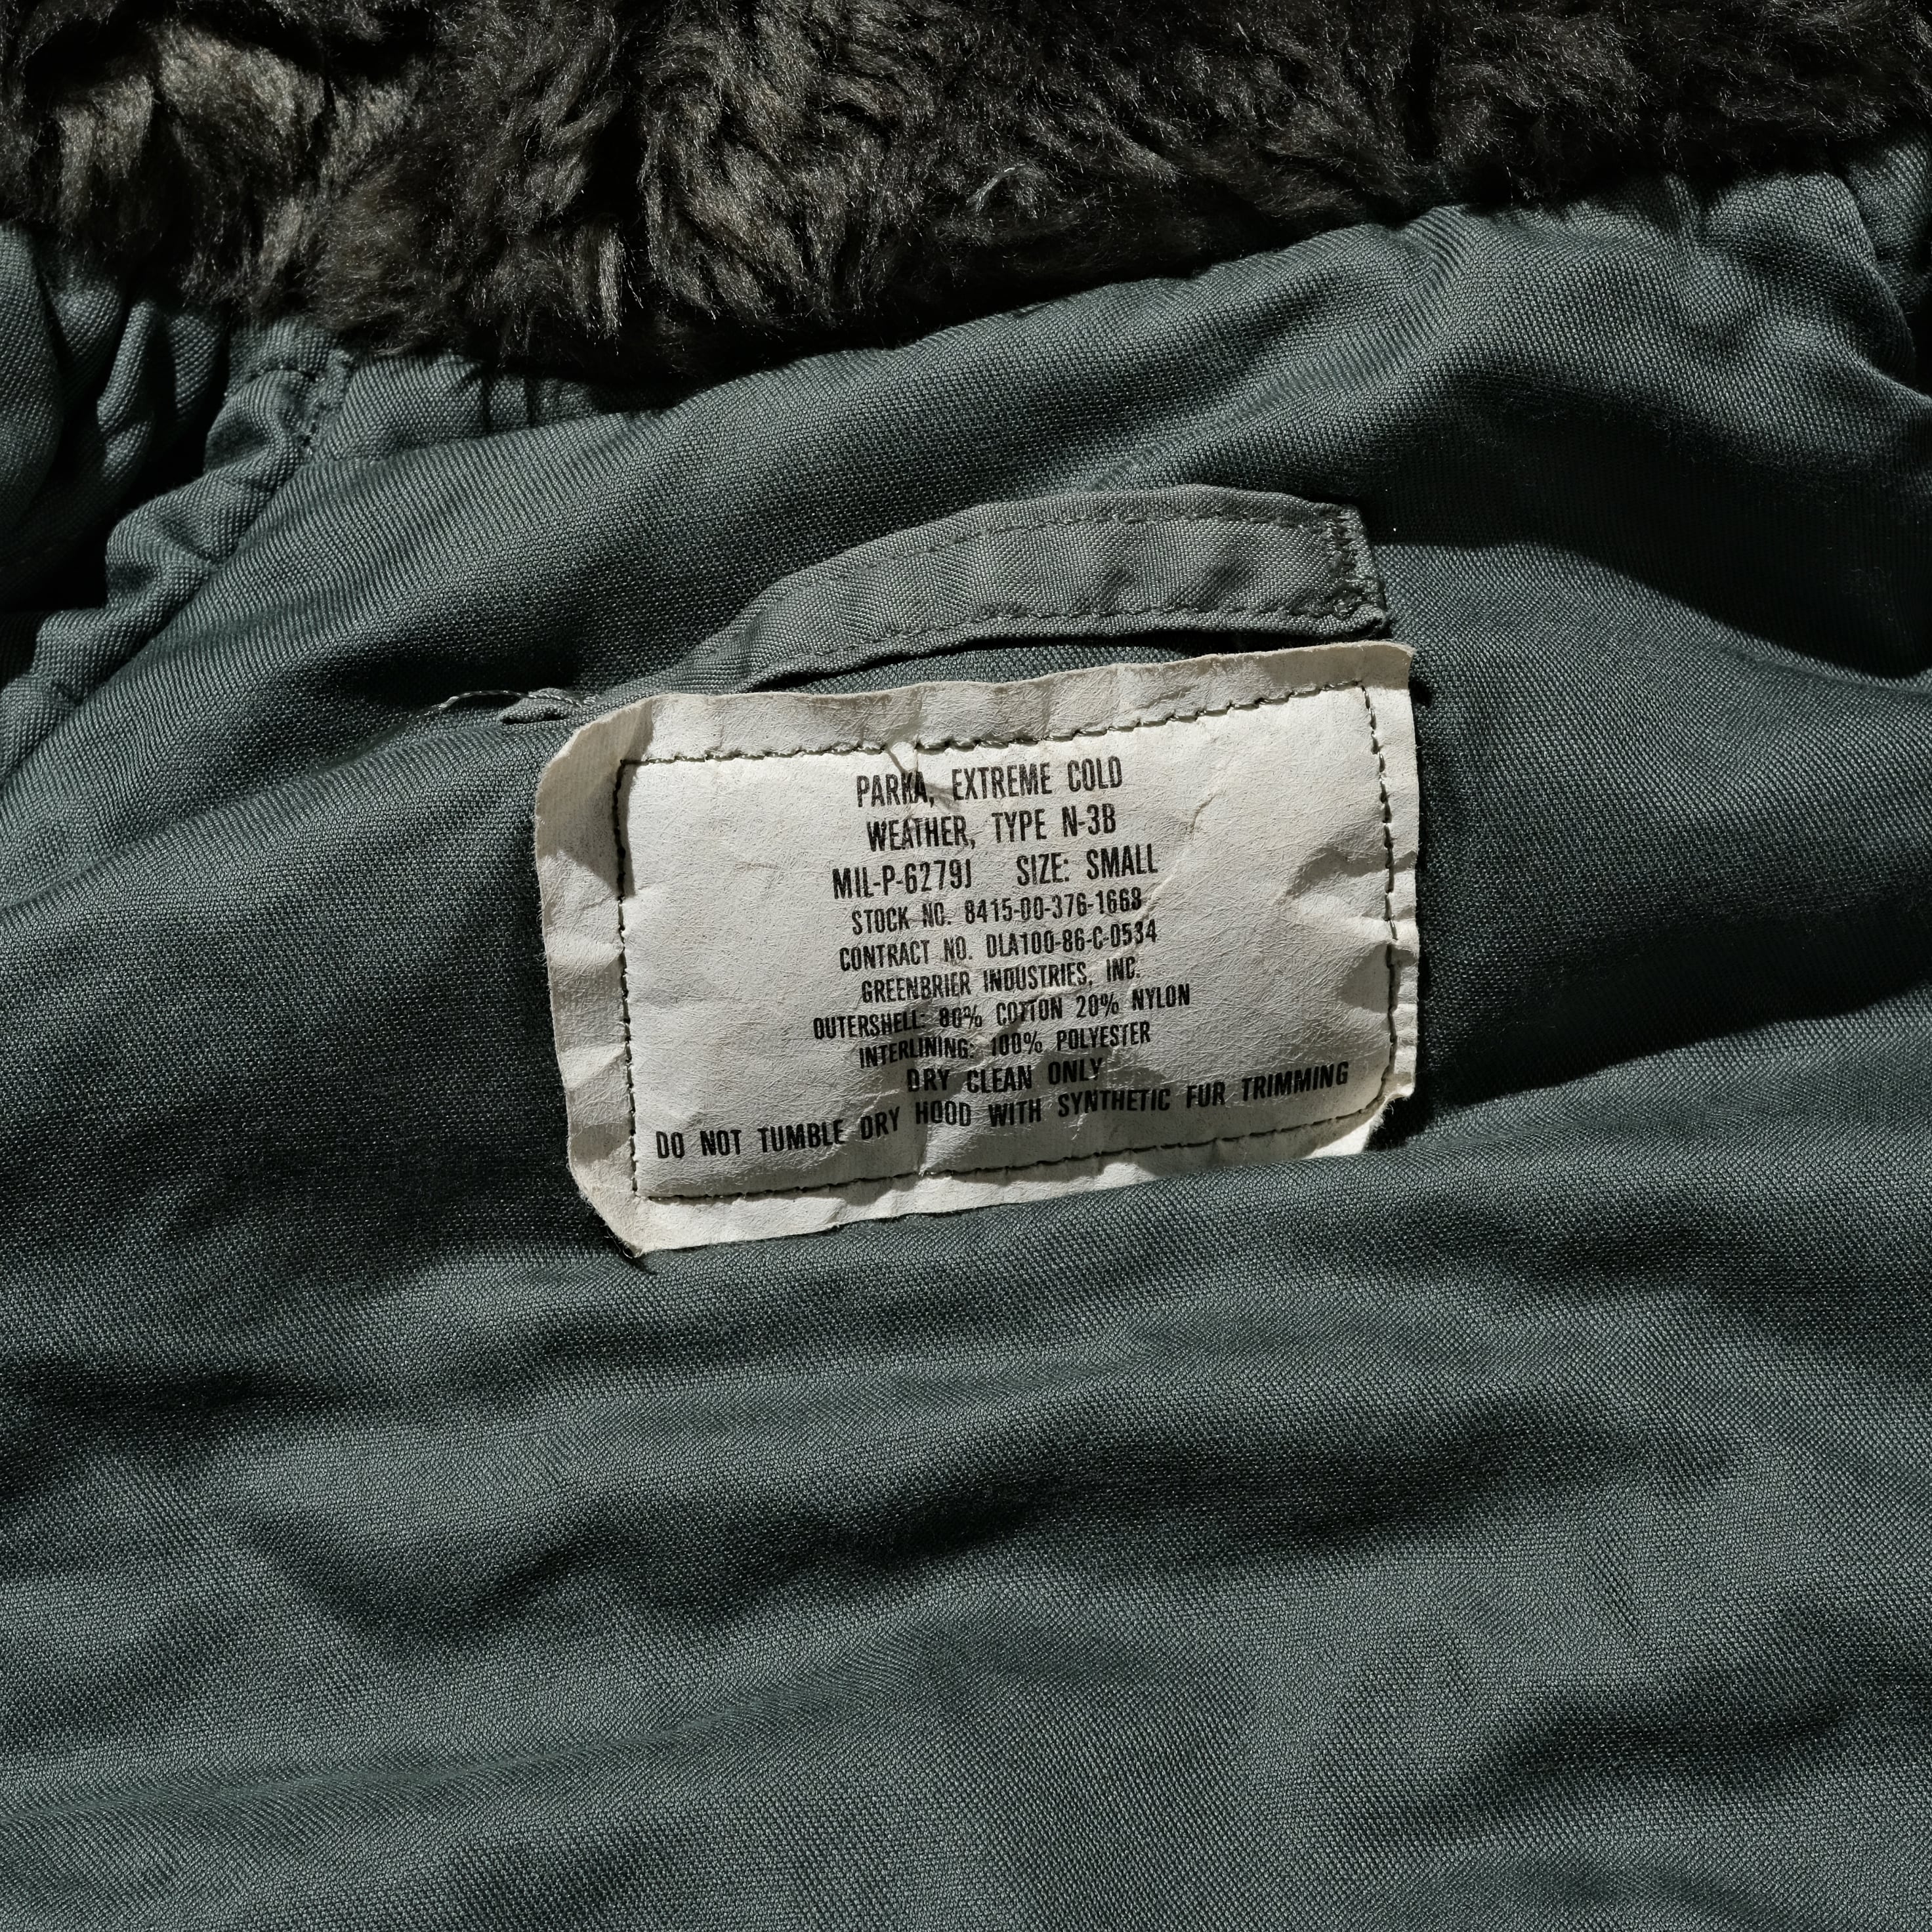 PARKA, EXTREME COLD
WEATHER, TYPE N-3B
MIL-P-6279J SIZE: SMALL
STOCK NO. 8415-00-376-1668
CONTRACT NO. DLA100-86-C-0534
GREENBRIER INDUSTRIES, INC.
OUTERSHELL: 80% COTTON 20% NYLON
INTERLINING: 100% POLYESTER
DRY CLEAN ONLY
DO NOT TUMBLE DRY HOOD WITH SYNTHETIC FUR TRIMMING